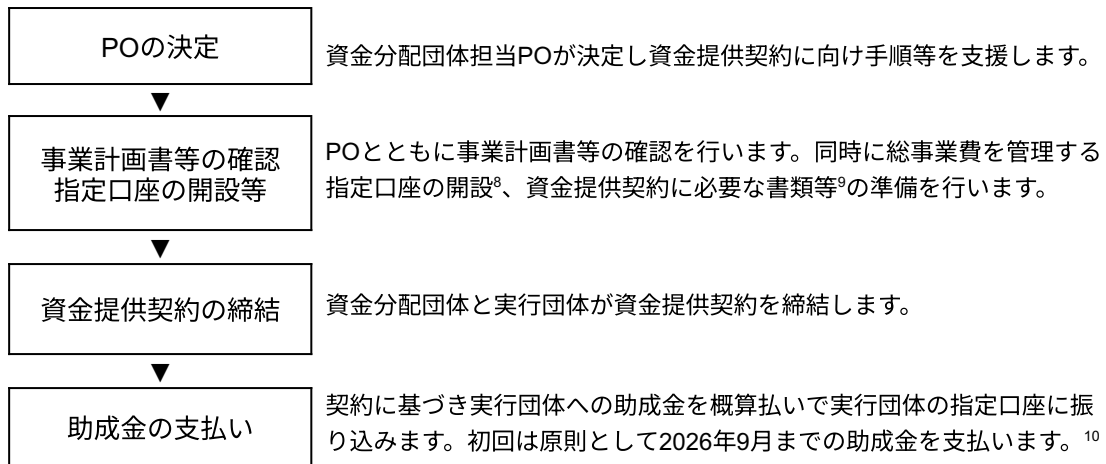 POの決定
資金分配団体担当POが決定し資金提供契約に向け手順等を支援します。
▼
事業計画書等の確認
指定口座の開設等
POとともに事業計画書等の確認を行います。同時に総事業費を管理する
指定口座の開設⁸、資金提供契約に必要な書類等⁹の準備を行います。
▼
資金提供契約の締結
資金分配団体と実行団体が資金提供契約を締結します。
▼
助成金の支払い
契約に基づき実行団体への助成金を概算払いで実行団体の指定口座に振
り込みます。初回は原則として2026年9月までの助成金を支払います。¹⁰